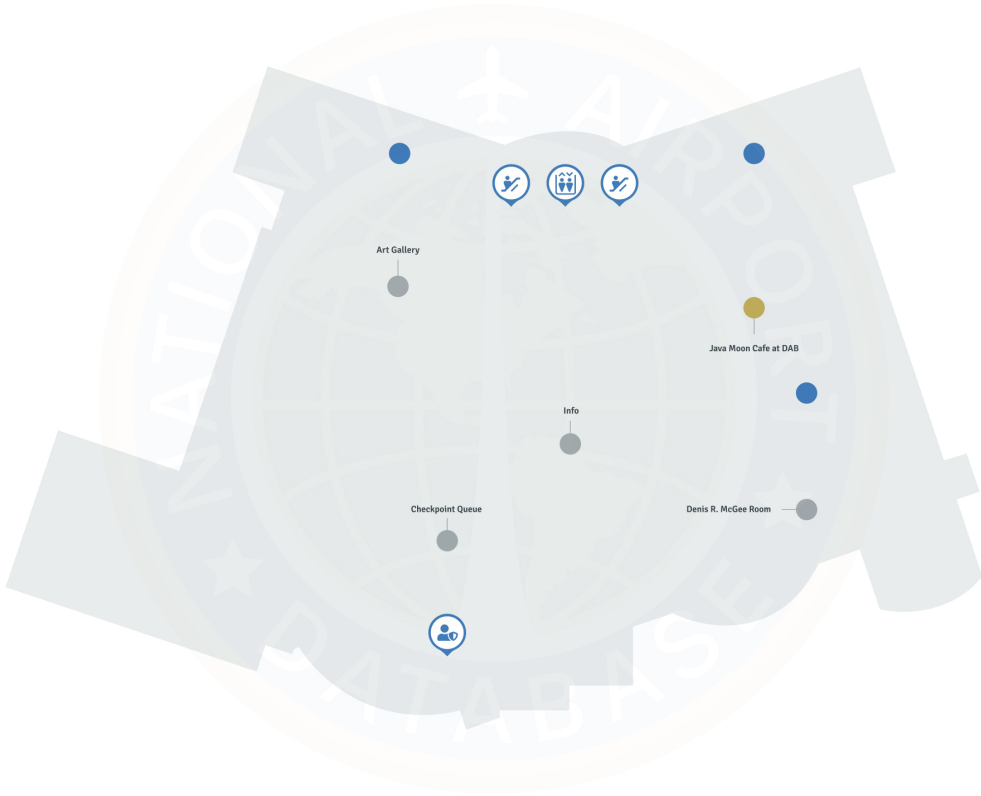 NATIONAL AIRPORT
Art Gallery
Java Moon Cafe at DAB
Info
Checkpoint Queue
Denis R. McGee Room
DATABASE